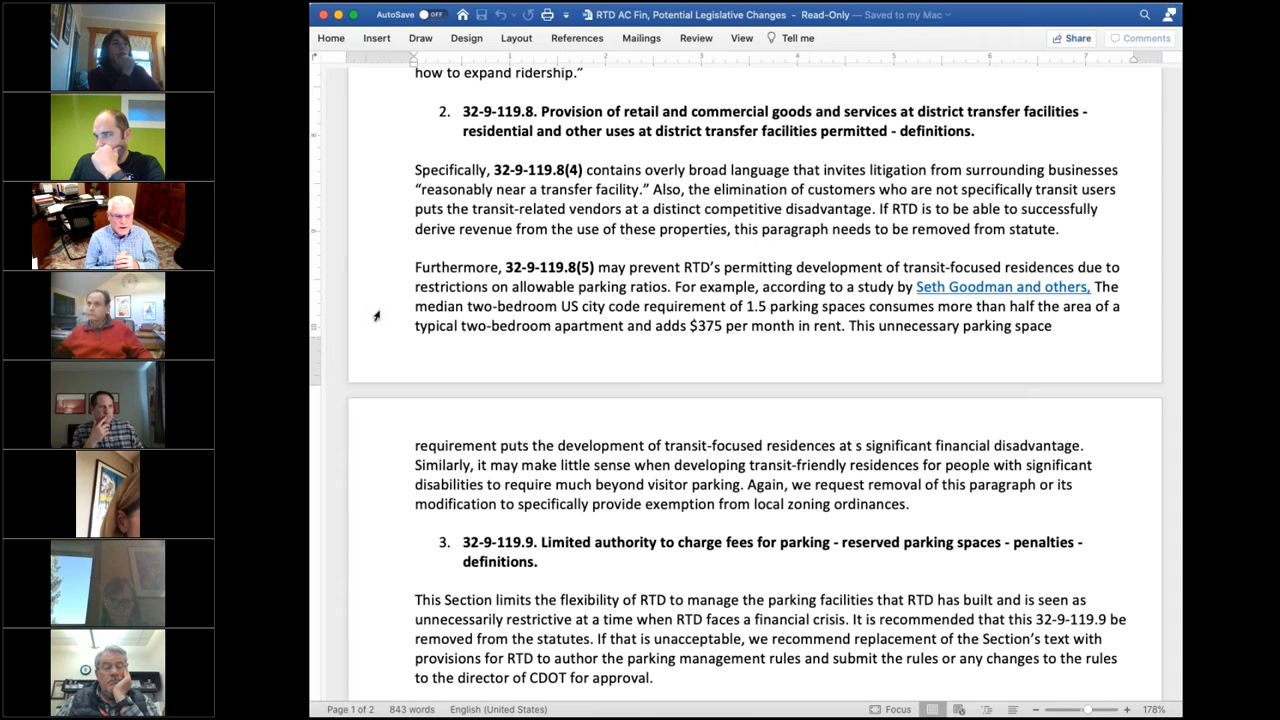 AutoSave OFF RTD AC Fin, Potential Legislative Changes - Read-Only — Saved to my Mac
Home Insert Draw Design Layout References Mailings Review View Tell me Share Comments
1 2 3 4 5 6 7
how to expand ridership.”
2. 32-9-119.8. Provision of retail and commercial goods and services at district transfer facilities -
residential and other uses at district transfer facilities permitted - definitions.
Specifically, 32-9-119.8(4) contains overly broad language that invites litigation from surrounding businesses
“reasonably near a transfer facility.” Also, the elimination of customers who are not specifically transit users
puts the transit-related vendors at a distinct competitive disadvantage. If RTD is to be able to successfully
derive revenue from the use of these properties, this paragraph needs to be removed from statute.
Furthermore, 32-9-119.8(5) may prevent RTD’s permitting development of transit-focused residences due to
restrictions on allowable parking ratios. For example, according to a study by Seth Goodman and others, The
median two-bedroom US city code requirement of 1.5 parking spaces consumes more than half the area of a
typical two-bedroom apartment and adds $375 per month in rent. This unnecessary parking space
requirement puts the development of transit-focused residences at s significant financial disadvantage.
Similarly, it may make little sense when developing transit-friendly residences for people with significant
disabilities to require much beyond visitor parking. Again, we request removal of this paragraph or its
modification to specifically provide exemption from local zoning ordinances.
3. 32-9-119.9. Limited authority to charge fees for parking - reserved parking spaces - penalties -
definitions.
This Section limits the flexibility of RTD to manage the parking facilities that RTD has built and is seen as
unnecessarily restrictive at a time when RTD faces a financial crisis. It is recommended that this 32-9-119.9 be
removed from the statutes. If that is unacceptable, we recommend replacement of the Section’s text with
provisions for RTD to author the parking management rules and submit the rules or any changes to the rules
to the director of CDOT for approval.
Page 1 of 2 843 words English (United States) Focus 178%